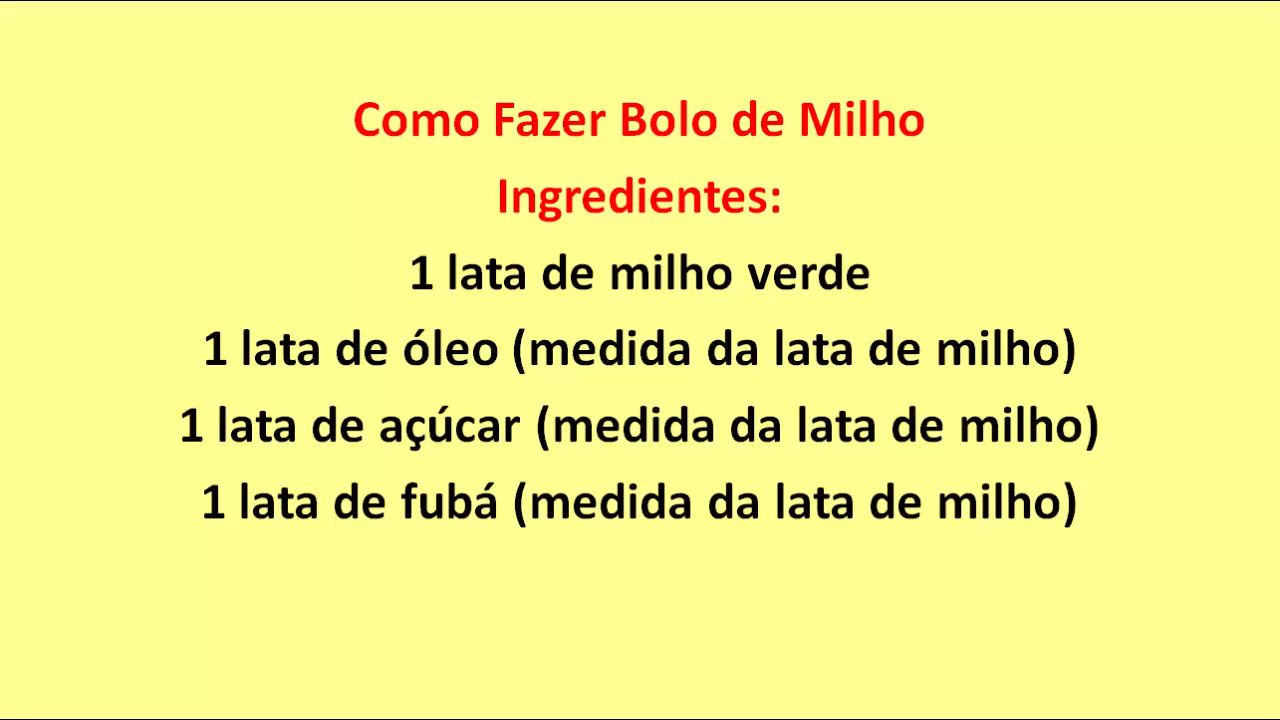 Como Fazer Bolo de Milho
Ingredientes:
1 lata de milho verde
1 lata de óleo (medida da lata de milho)
1 lata de açúcar (medida da lata de milho)
1 lata de fubá (medida da lata de milho)